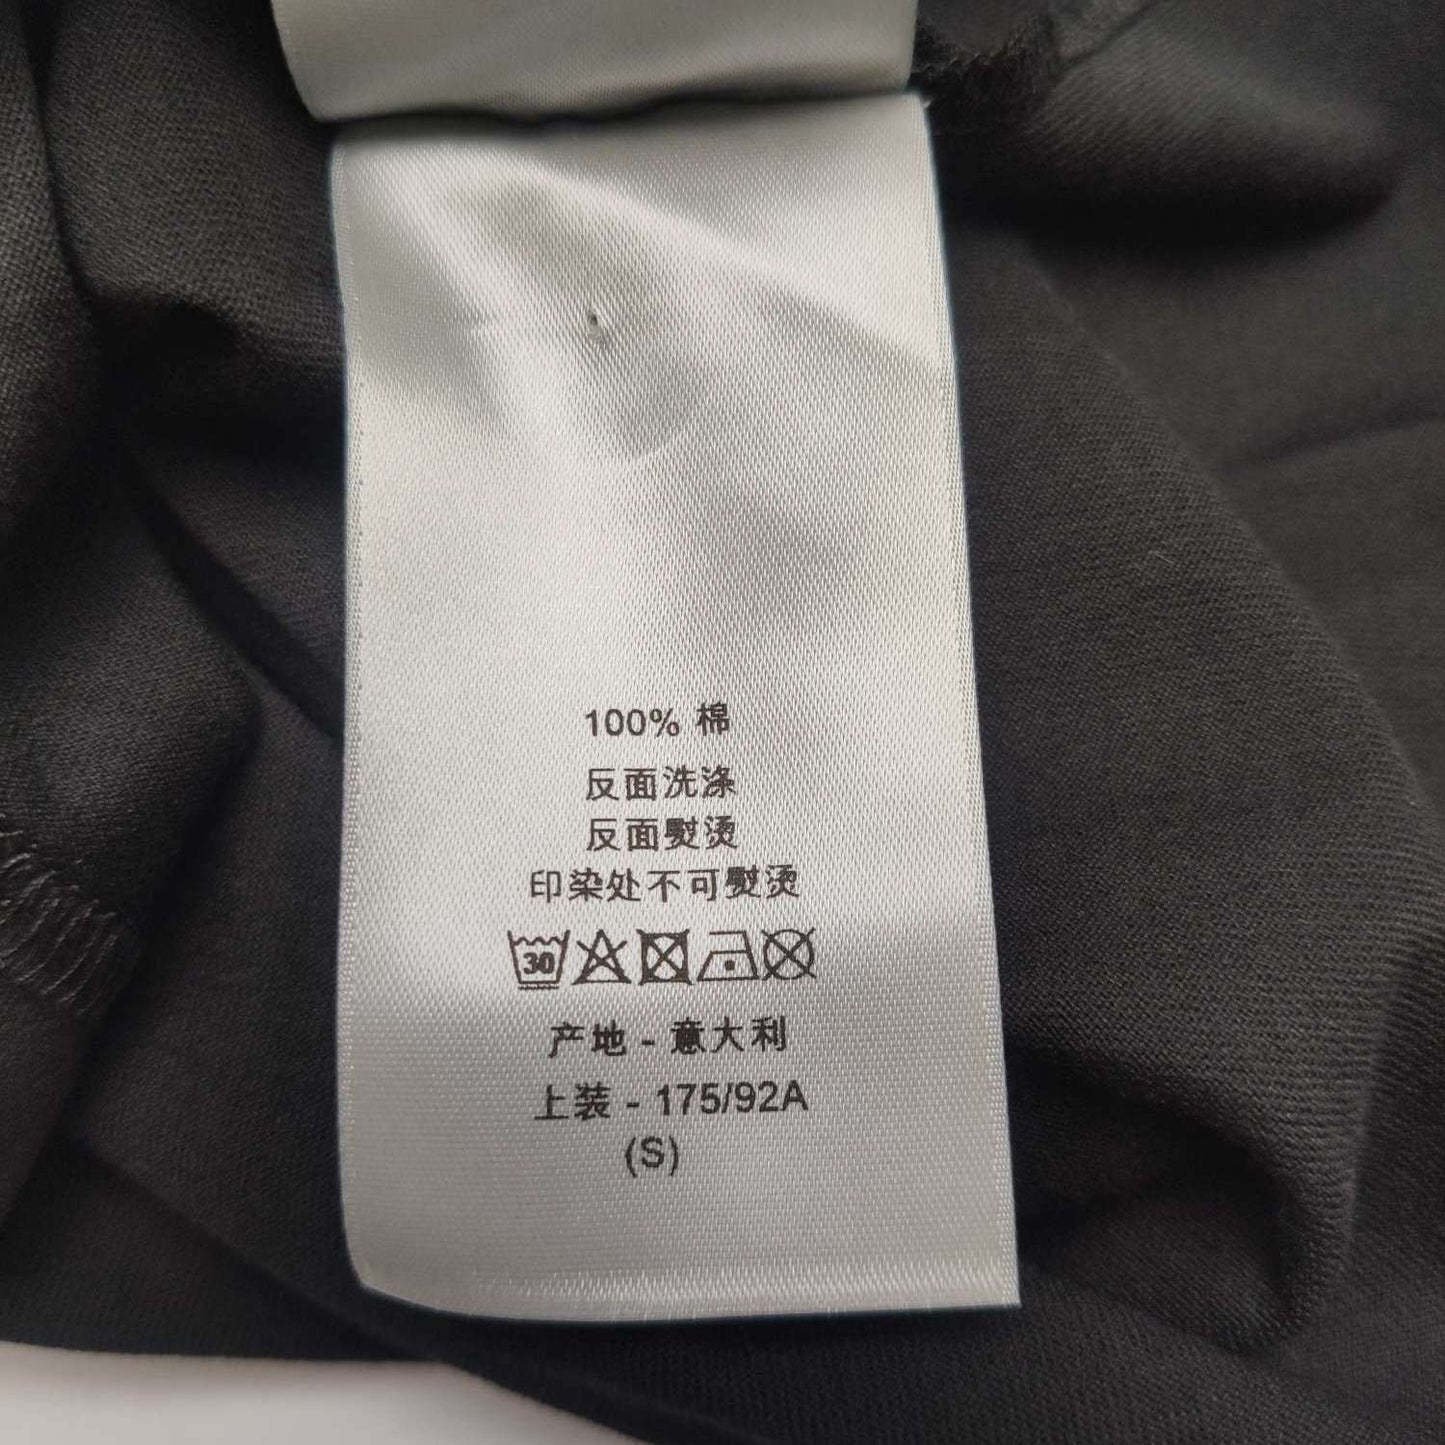 100% 棉
反面洗涤
反面熨烫
印染处不可熨烫
30
产地 - 意大利
上装 - 175/92A
(S)